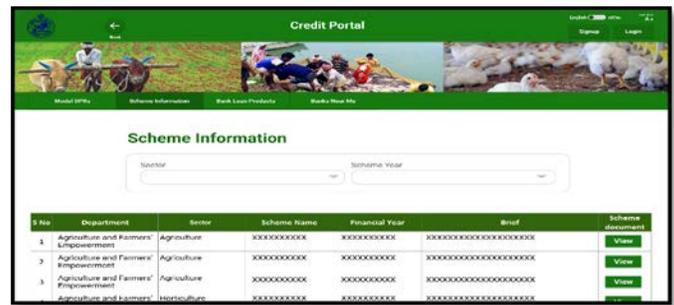 Credit Portal
English
Back
Signup Login
Model DPRs Scheme Information Bank Loan Products Banks Near Me
Scheme Information
Sector Scheme Year
S No Department Sector Scheme Name Financial Year Brief Scheme document
1 Agriculture and Farmers' Empowerment Agriculture XXXXXXXXXX XXXXXXXXXX XXXXXXXXXXXXXXXXXXXX View
2 Agriculture and Farmers' Empowerment Agriculture XXXXXXXXXX XXXXXXXXXX XXXXXXXXXXXXXXXXXXXX View
3 Agriculture and Farmers' Empowerment Agriculture XXXXXXXXXX XXXXXXXXXX XXXXXXXXXXXXXXXXXXXX View
Agriculture and Farmers' Horticulture XXXXXXXXXX XXXXXXXXXX XXXXXXXXXXXXXXXXXXXX